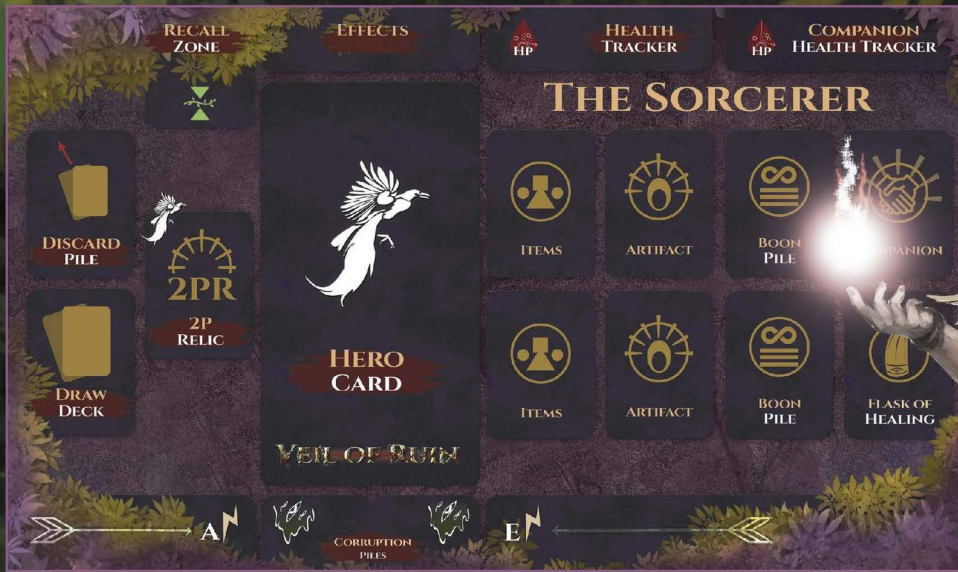 RECALL
ZONE
EFFECTS
HP
HEALTH
TRACKER
HP
COMPANION
HEALTH TRACKER
THE SORCERER
DISCARD
PILE
2PR
2P
RELIC
ITEMS
ARTIFACT
BOON
PILE
HERO
CARD
DRAW
DECK
ITEMS
ARTIFACT
BOON
PILE
FLASK OF
HEALING
VEIL OF RUIN
A
CORRUPTION
PILES
E